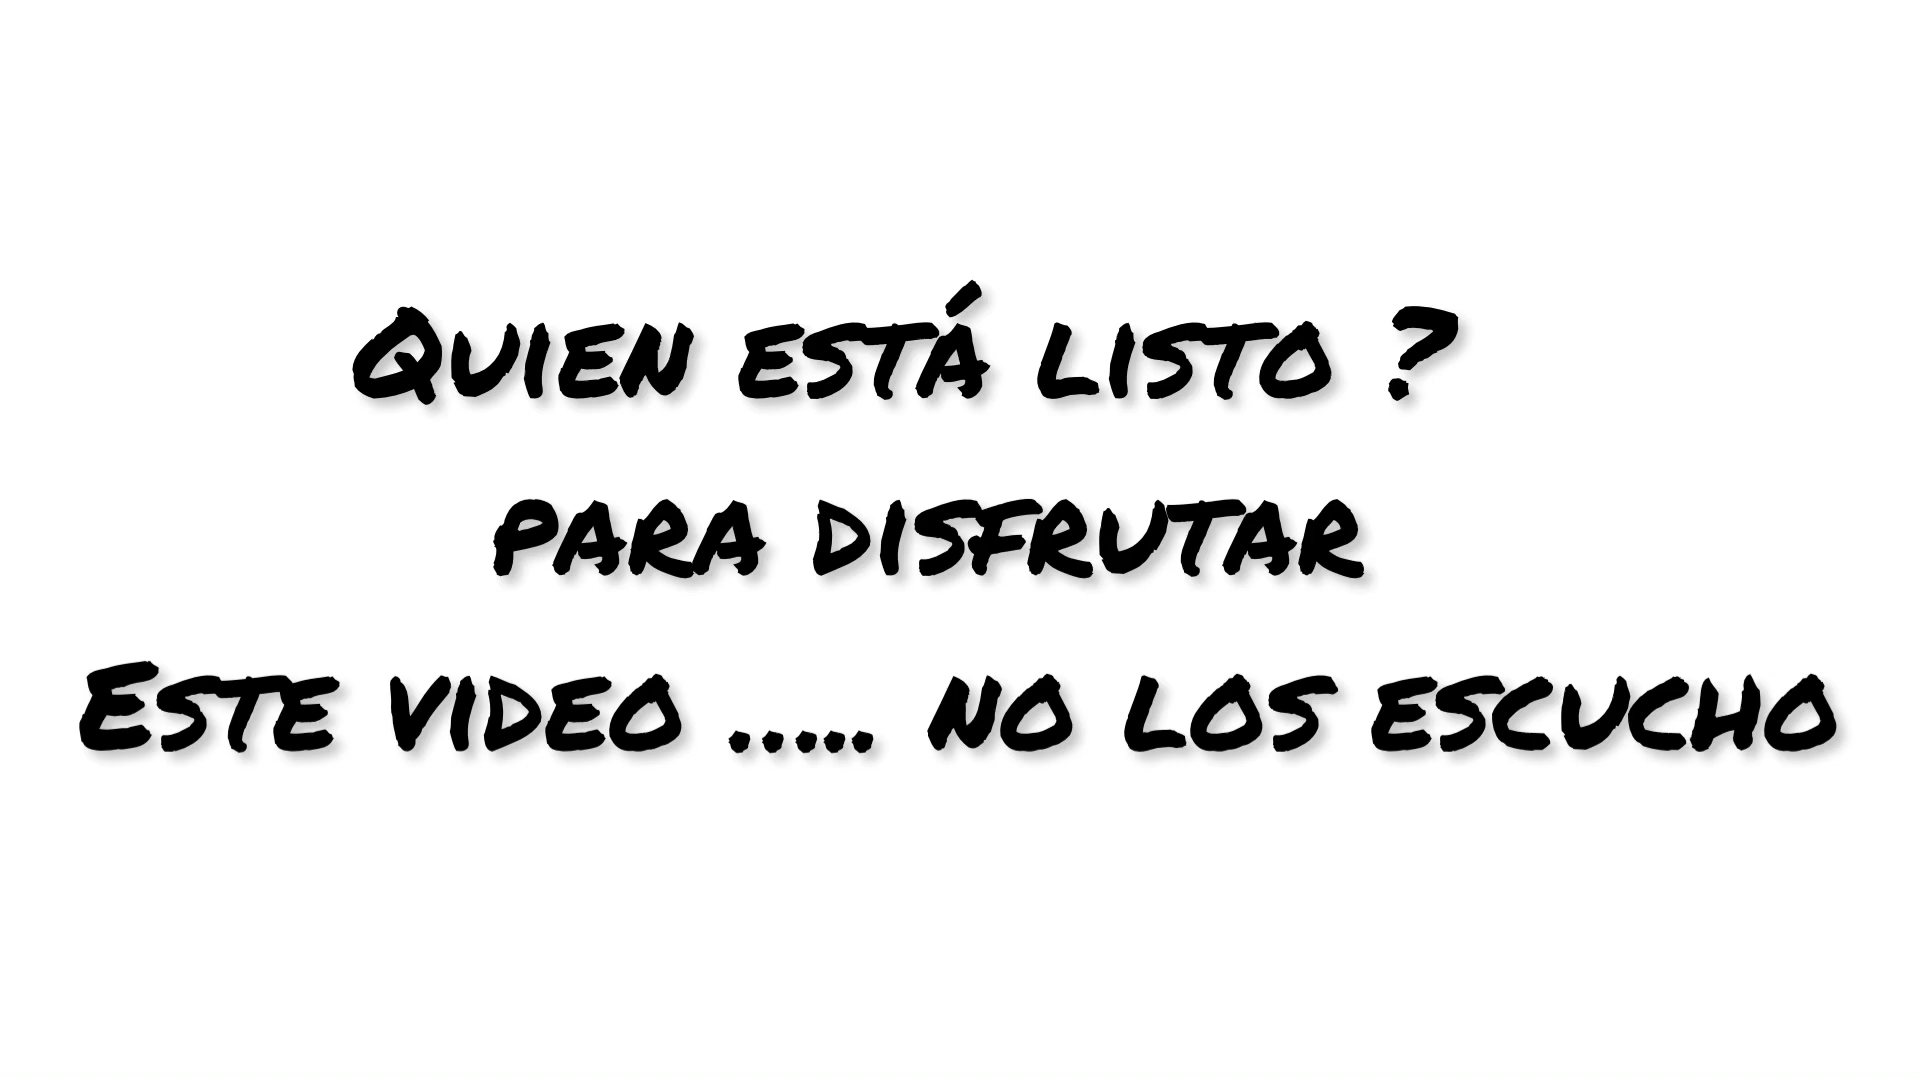 Quien está listo ?
para disfrutar
Este video ..... no los escucho